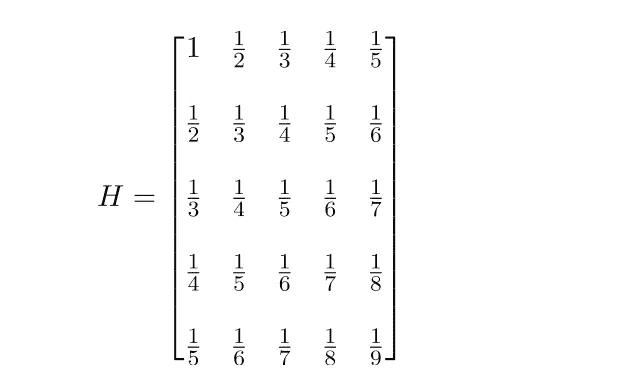 H = \begin{bmatrix} 1 & \frac{1}{2} & \frac{1}{3} & \frac{1}{4} & \frac{1}{5} \\
\frac{1}{2} & \frac{1}{3} & \frac{1}{4} & \frac{1}{5} & \frac{1}{6} \\
\frac{1}{3} & \frac{1}{4} & \frac{1}{5} & \frac{1}{6} & \frac{1}{7} \\
\frac{1}{4} & \frac{1}{5} & \frac{1}{6} & \frac{1}{7} & \frac{1}{8} \\
\frac{1}{5} & \frac{1}{6} & \frac{1}{7} & \frac{1}{8} & \frac{1}{9} \end{bmatrix}